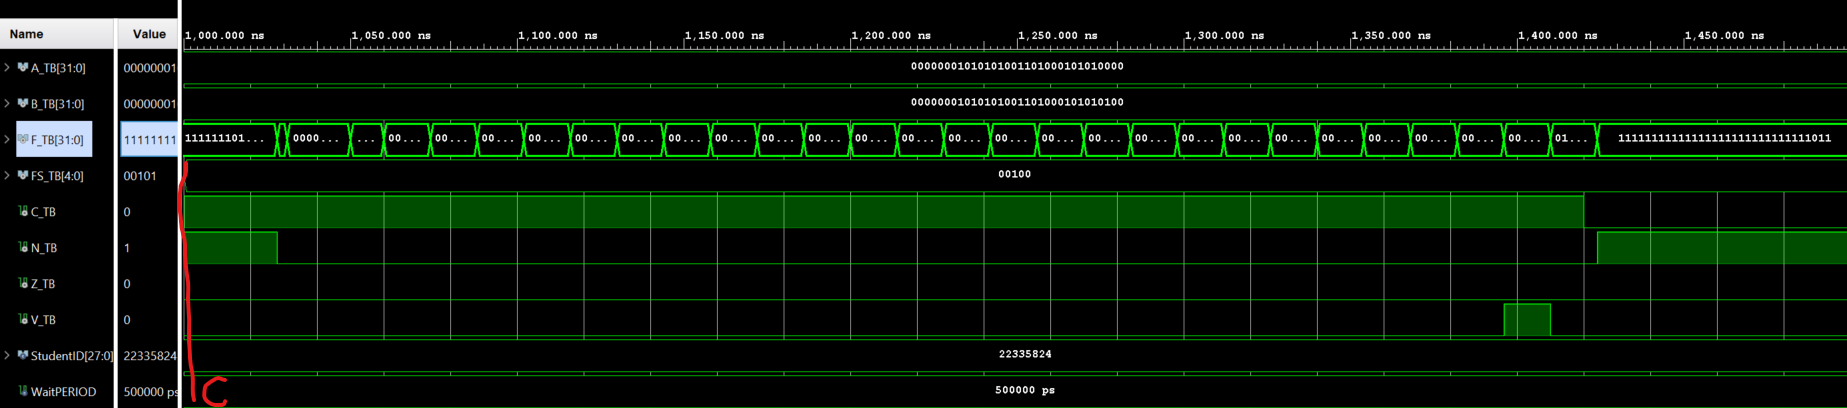 Name Value
1,000.000 ns 1,050.000 ns 1,100.000 ns 1,150.000 ns 1,200.000 ns 1,250.000 ns 1,300.000 ns 1,350.000 ns 1,400.000 ns 1,450.000 ns
A_TB[31:0] 00000001 00000001010101001101000101010000
B_TB[31:0] 00000001 00000001010101001101000101010100
F_TB[31:0] 11111111 111111101... 0000... ... 00... 00... 00... 00... 00... 00... 00... 00... 00... 00... 00... 00... 00... 00... 00... 00... 00... 00... 00... 00... 00... 00... 00... 00... 00... 01... 11111111111111111111111111111011
FS_TB[4:0] 00101 00100
C_TB 0
N_TB 1
Z_TB 0
V_TB 0
StudentID[27:0] 22335824 22335824
WaitPERIOD 500000 ps C 500000 ps